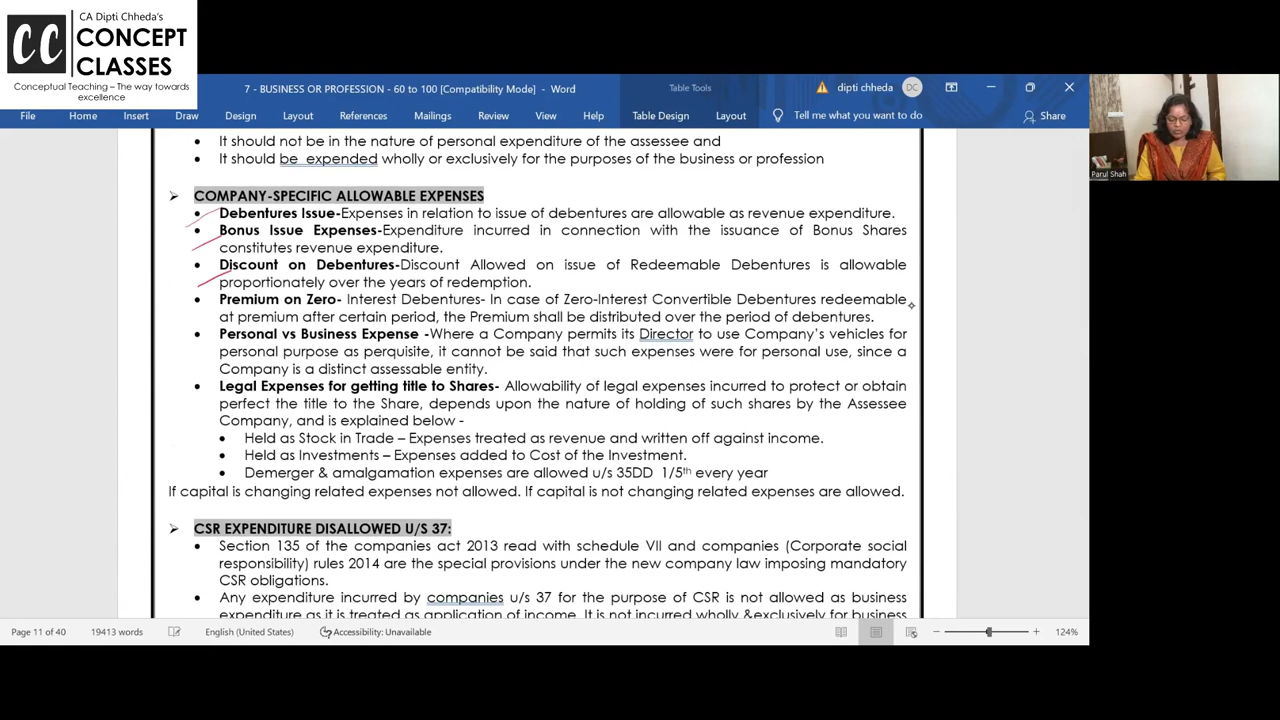 CA Dipti Chheda's
CONCEPT
CLASSES
CC
Conceptual Teaching – The way towards
excellence
7 - BUSINESS OR PROFESSION - 60 to 100 [Compatibility Mode] - Word
Table Tools
dipti chheda
DC
File Home Insert Draw Design Layout References Mailings Review View Help Table Design Layout Tell me what you want to do Share
• It should not be in the nature of personal expenditure of the assessee and
• It should be expended wholly or exclusively for the purposes of the business or profession
➢ COMPANY-SPECIFIC ALLOWABLE EXPENSES
• Debentures Issue-Expenses in relation to issue of debentures are allowable as revenue expenditure.
• Bonus Issue Expenses-Expenditure incurred in connection with the issuance of Bonus Shares
constitutes revenue expenditure.
• Discount on Debentures-Discount Allowed on issue of Redeemable Debentures is allowable
proportionately over the years of redemption.
• Premium on Zero- Interest Debentures- In case of Zero-Interest Convertible Debentures redeemable
at premium after certain period, the Premium shall be distributed over the period of debentures.
• Personal vs Business Expense -Where a Company permits its Director to use Company's vehicles for
personal purpose as perquisite, it cannot be said that such expenses were for personal use, since a
Company is a distinct assessable entity.
• Legal Expenses for getting title to Shares- Allowability of legal expenses incurred to protect or obtain
perfect the title to the Share, depends upon the nature of holding of such shares by the Assessee
Company, and is explained below -
• Held as Stock in Trade – Expenses treated as revenue and written off against income.
• Held as Investments – Expenses added to Cost of the Investment.
• Demerger & amalgamation expenses are allowed u/s 35DD 1/5th every year
If capital is changing related expenses not allowed. If capital is not changing related expenses are allowed.
➢ CSR EXPENDITURE DISALLOWED U/S 37:
• Section 135 of the companies act 2013 read with schedule VII and companies (Corporate social
responsibility) rules 2014 are the special provisions under the new company law imposing mandatory
CSR obligations.
• Any expenditure incurred by companies u/s 37 for the purpose of CSR is not allowed as business
expenditure as it is treated as application of income. It is not incurred wholly &exclusively for business
Page 11 of 40 19413 words English (United States) Accessibility: Unavailable 124%
Parul Shah